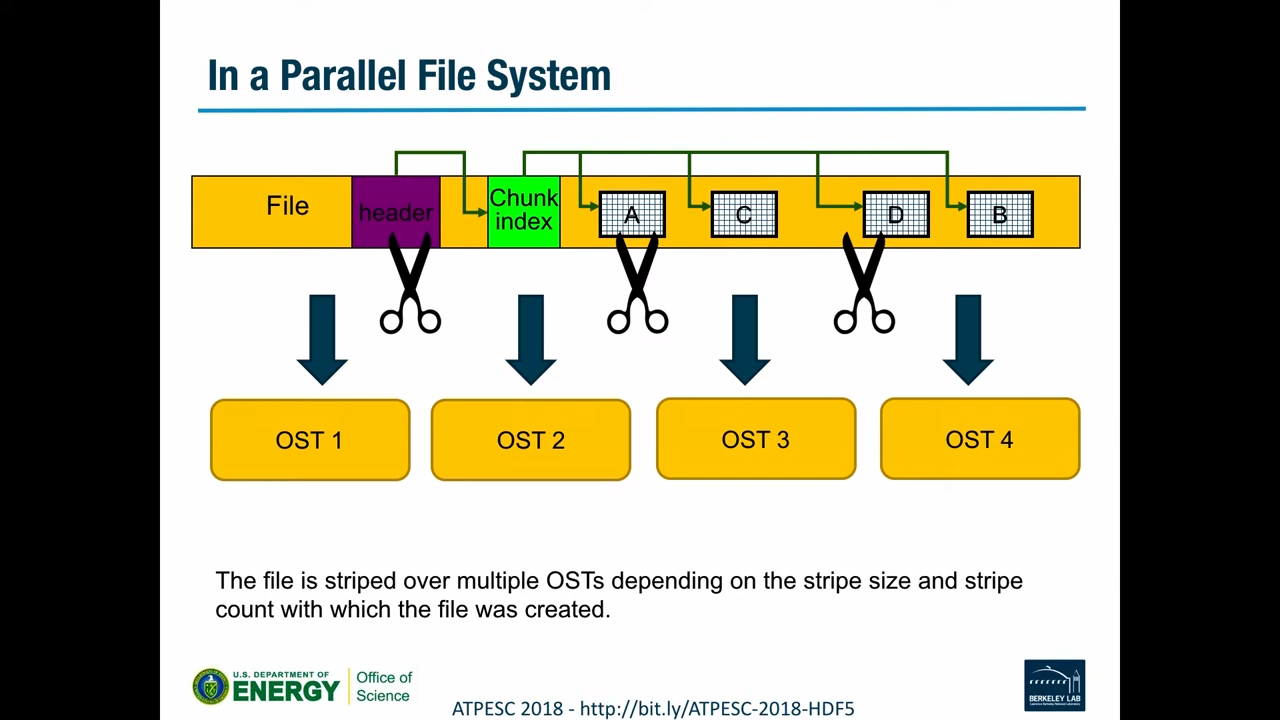 In a Parallel File System
File
header
Chunk
index
A
C
D
B
OST 1
OST 2
OST 3
OST 4
The file is striped over multiple OSTs depending on the stripe size and stripe
count with which the file was created.
U.S. DEPARTMENT OF
ENERGY
Office of
Science
ATPESC 2018 - http://bit.ly/ATPESC-2018-HDF5
BERKELEY LAB